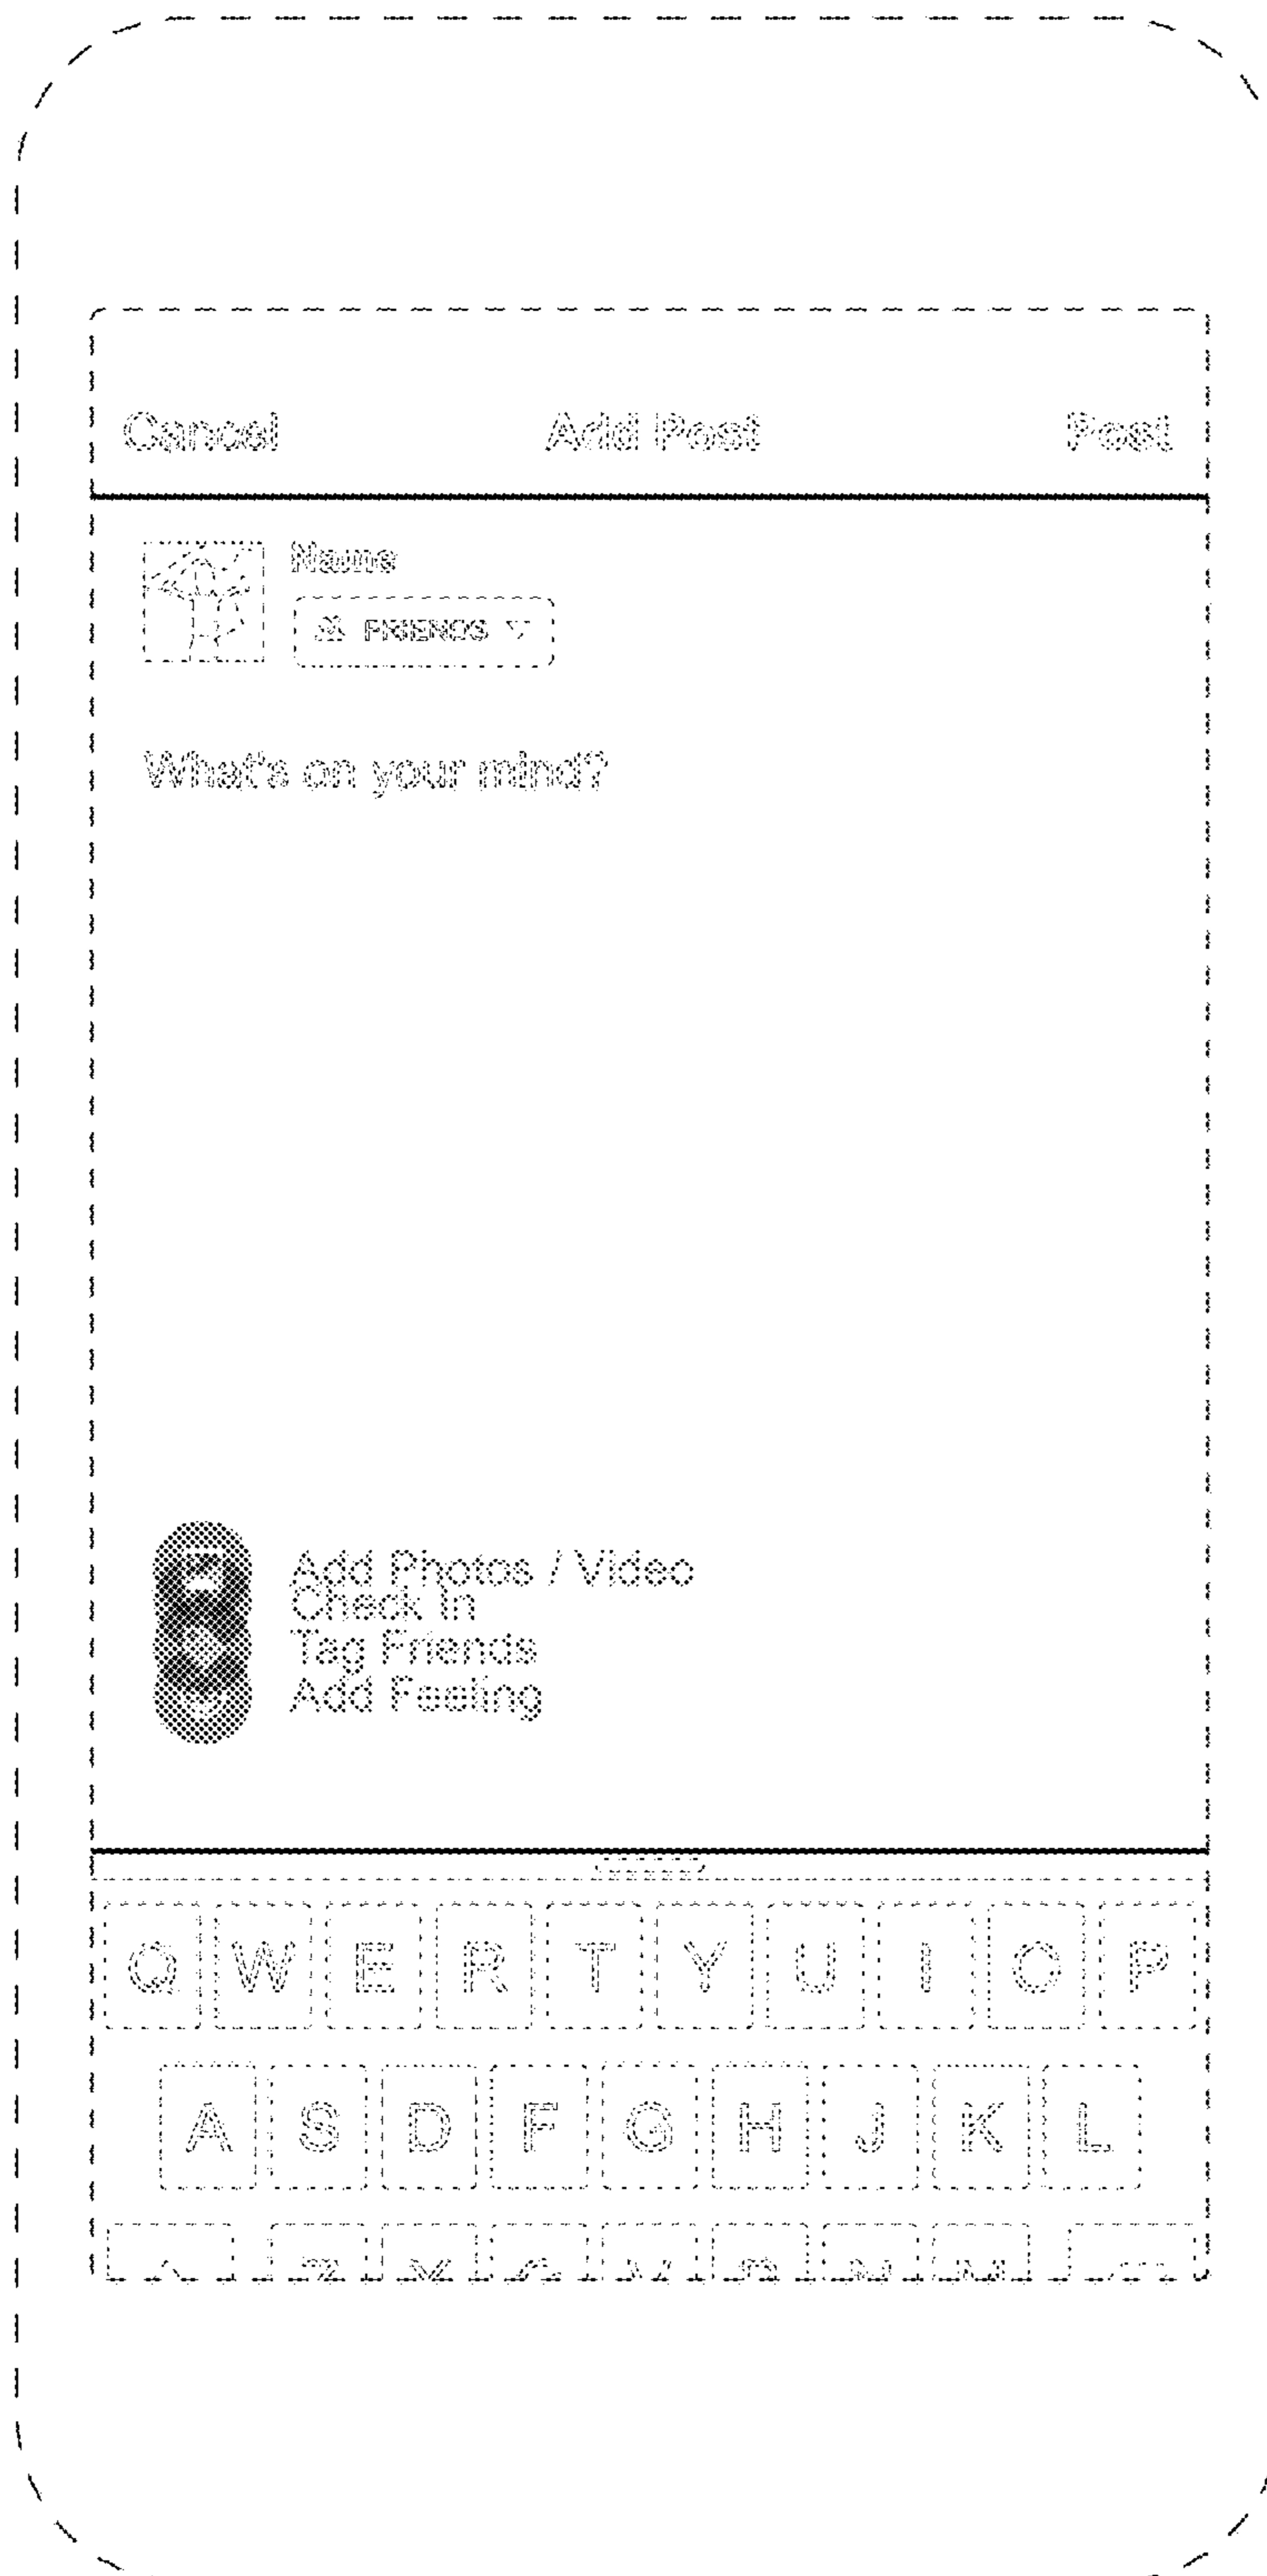 Cancel Add Post Post
Name
FRIENDS
What's on your mind?
Add Photos / Video
Check In
Tag Friends
Add Feeling
Q W E R T Y U I O P
A S D F G H J K L
Z X C V B N M